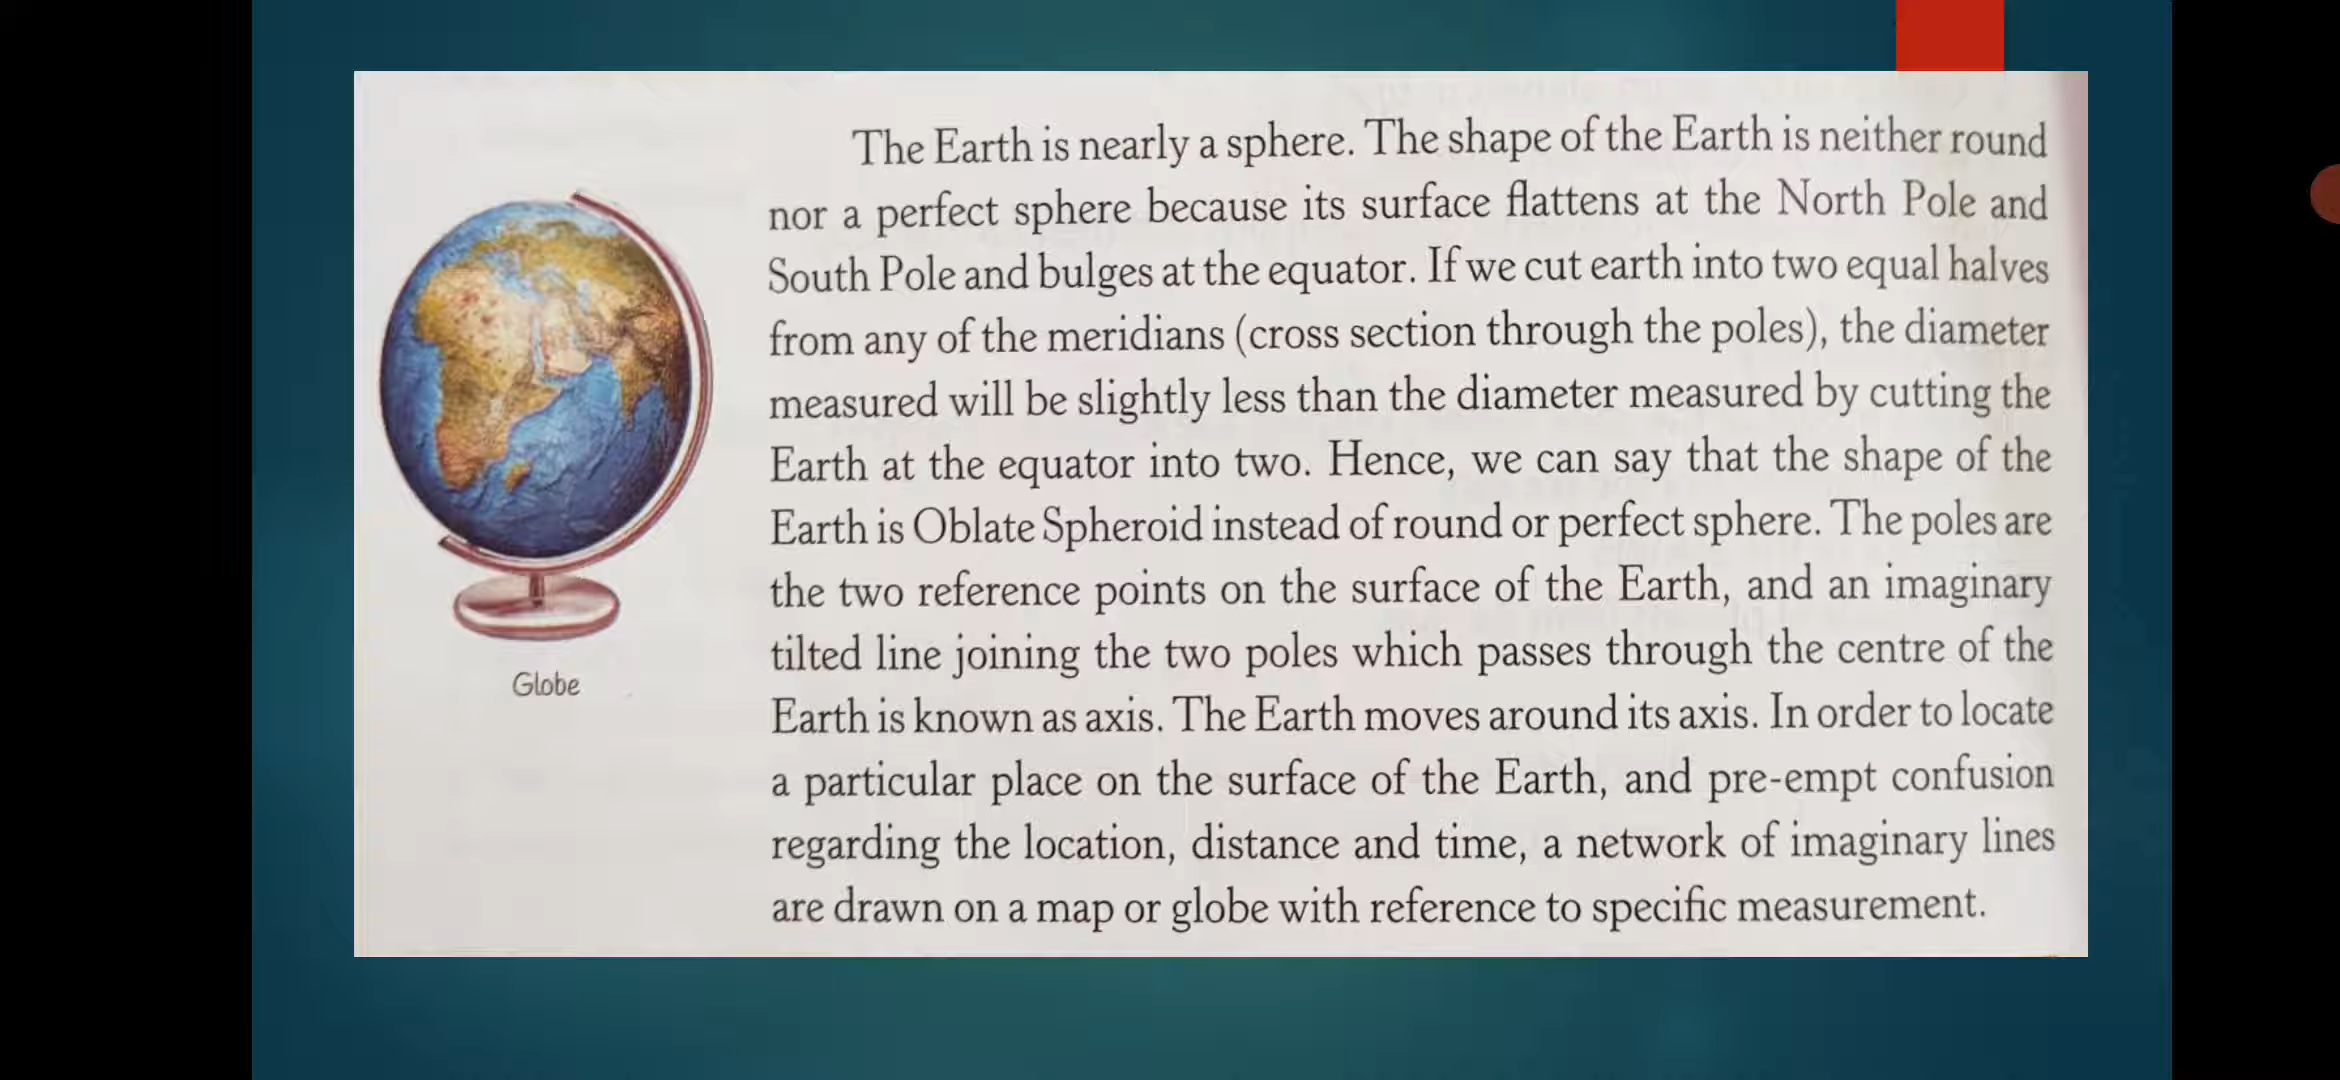 The Earth is nearly a sphere. The shape of the Earth is neither round
nor a perfect sphere because its surface flattens at the North Pole and
South Pole and bulges at the equator. If we cut earth into two equal halves
from any of the meridians (cross section through the poles), the diameter
measured will be slightly less than the diameter measured by cutting the
Earth at the equator into two. Hence, we can say that the shape of the
Earth is Oblate Spheroid instead of round or perfect sphere. The poles are
the two reference points on the surface of the Earth, and an imaginary
tilted line joining the two poles which passes through the centre of the
Earth is known as axis. The Earth moves around its axis. In order to locate
a particular place on the surface of the Earth, and pre-empt confusion
regarding the location, distance and time, a network of imaginary lines
are drawn on a map or globe with reference to specific measurement.
Globe